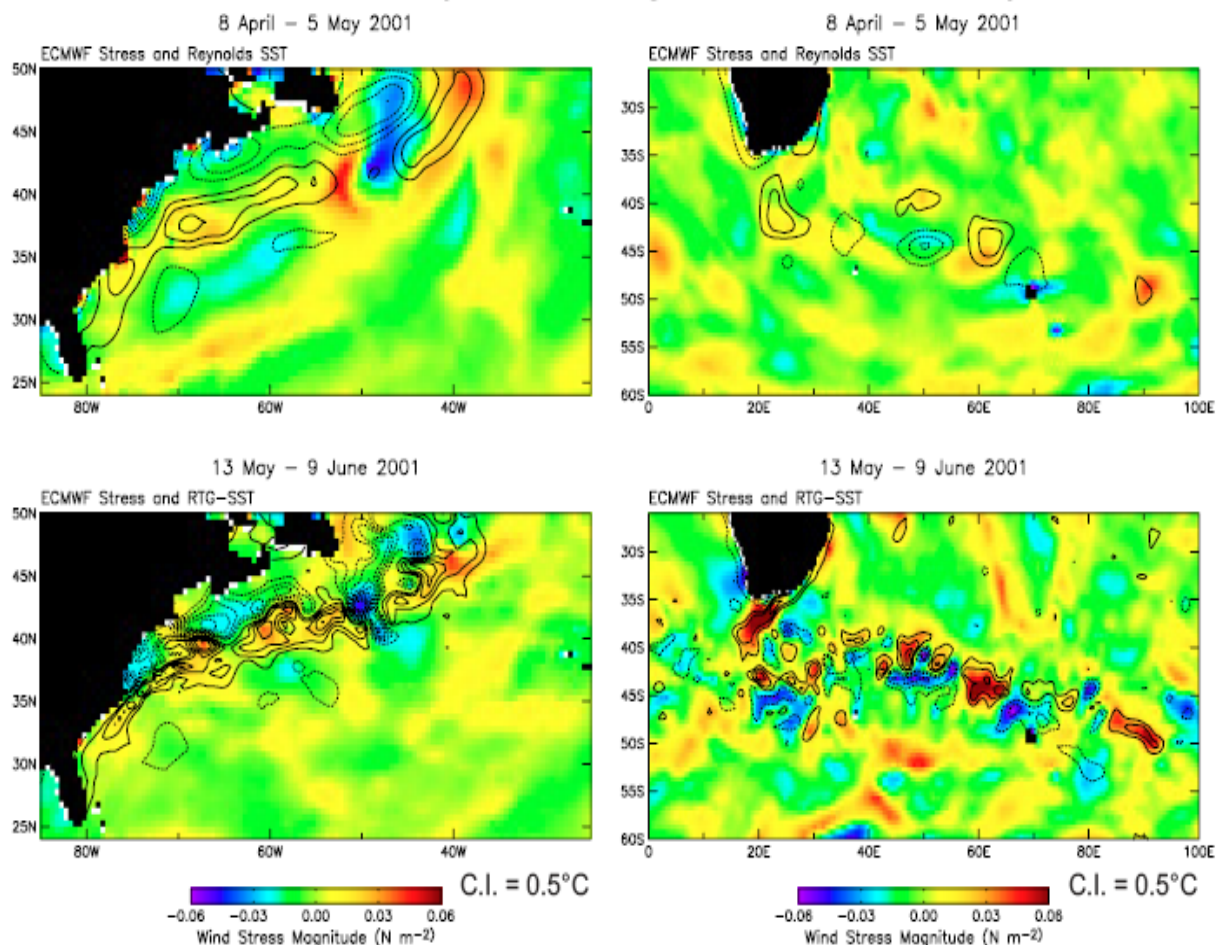 8 April – 5 May 2001
ECMWF Stress and Reynolds SST
50N
45N
40N
35N
30N
25N
80W 60W 40W
8 April – 5 May 2001
ECMWF Stress and Reynolds SST
30S
35S
40S
45S
50S
55S
60S
0 20E 40E 60E 80E 100E
13 May – 9 June 2001
ECMWF Stress and RTG–SST
50N
45N
40N
35N
30N
25N
80W 60W 40W
13 May – 9 June 2001
ECMWF Stress and RTG–SST
30S
35S
40S
45S
50S
55S
60S
0 20E 40E 60E 80E 100E
C.I. = 0.5°C
−0.06 −0.03 0.00 0.03 0.06
Wind Stress Magnitude (N m−2)
C.I. = 0.5°C
−0.06 −0.03 0.00 0.03 0.06
Wind Stress Magnitude (N m−2)